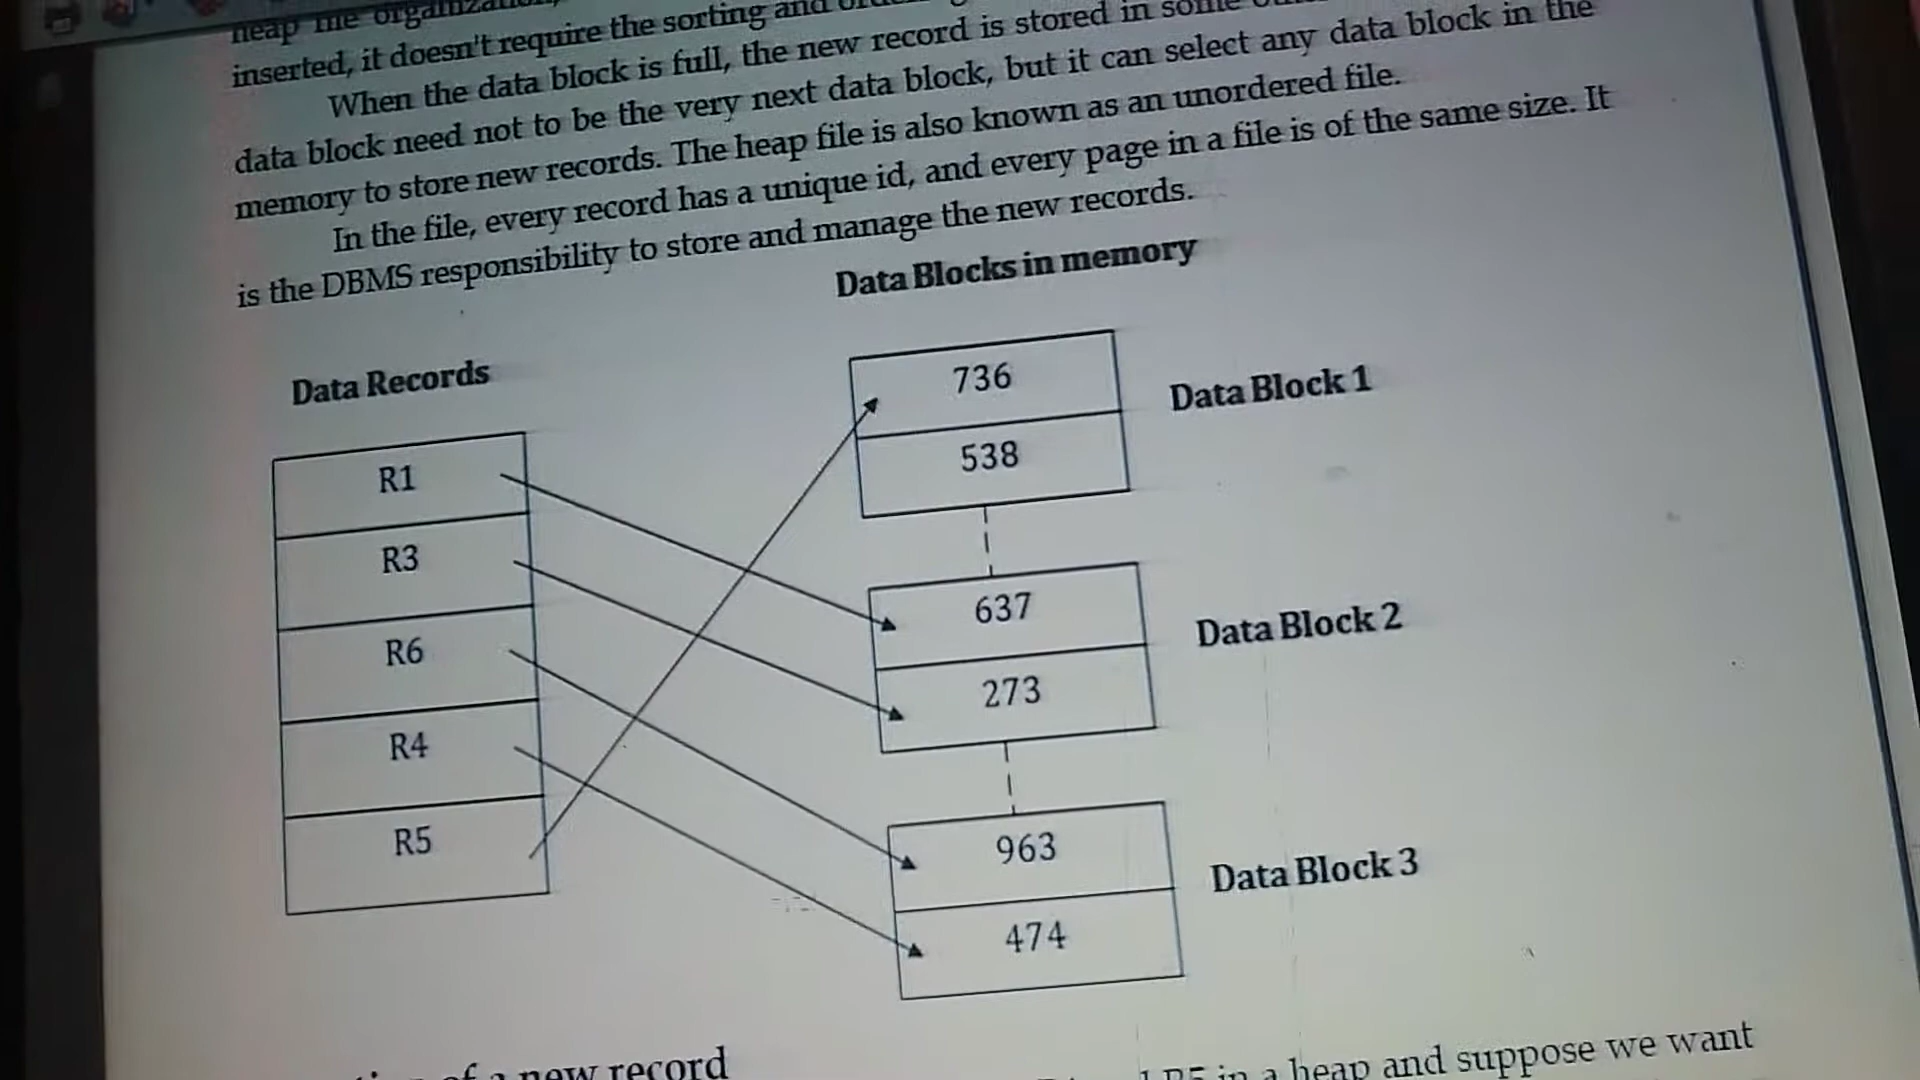 heap file organization,
inserted, it doesn't require the sorting and
When the data block is full, the new record is stored in some
data block need not to be the very next data block, but it can select any data block in the
memory to store new records. The heap file is also known as an unordered file.
In the file, every record has a unique id, and every page in a file is of the same size. It
is the DBMS responsibility to store and manage the new records.
Data Blocks in memory
Data Records
736
Data Block 1
538
R1
R3
637
Data Block 2
R6
273
R4
963
Data Block 3
R5
474
of a new record
R5 in a heap and suppose we want